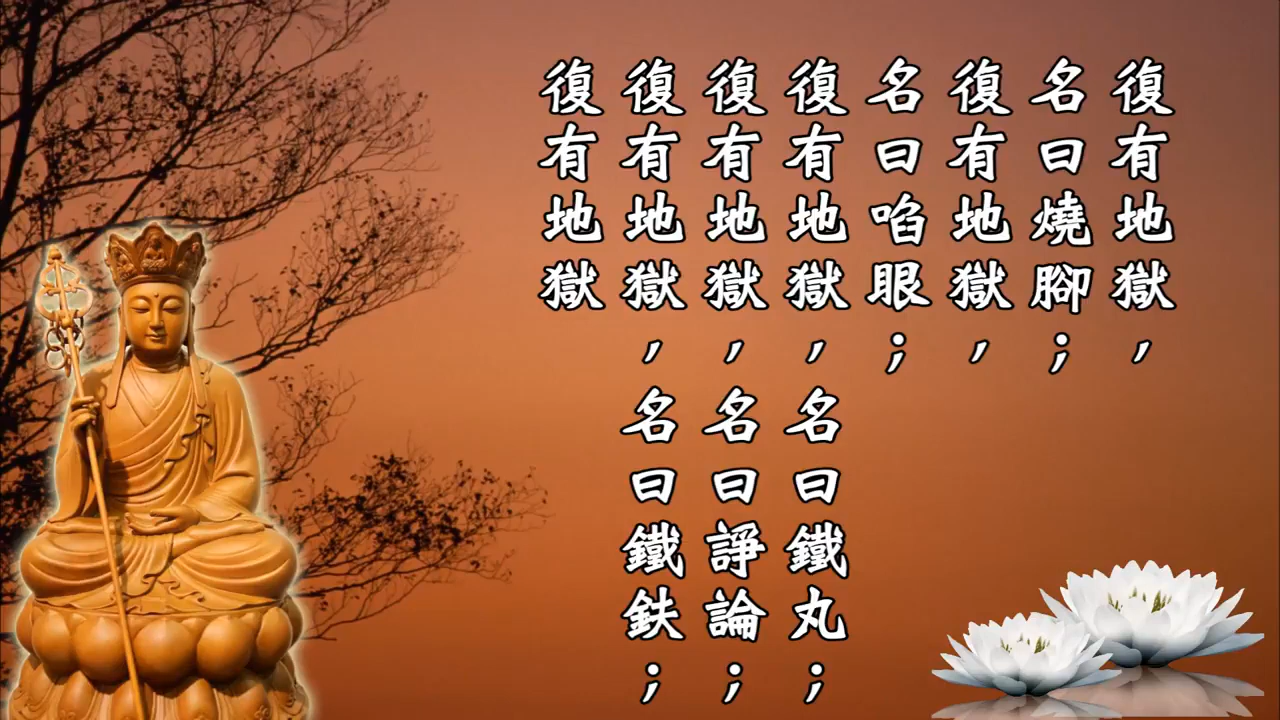 復有地獄，
名曰燒腳；
復有地獄，
名曰啗眼；
復有地獄，名曰鐵丸；
復有地獄，名曰諍論；
復有地獄，名曰鐵鈇；
復有地獄